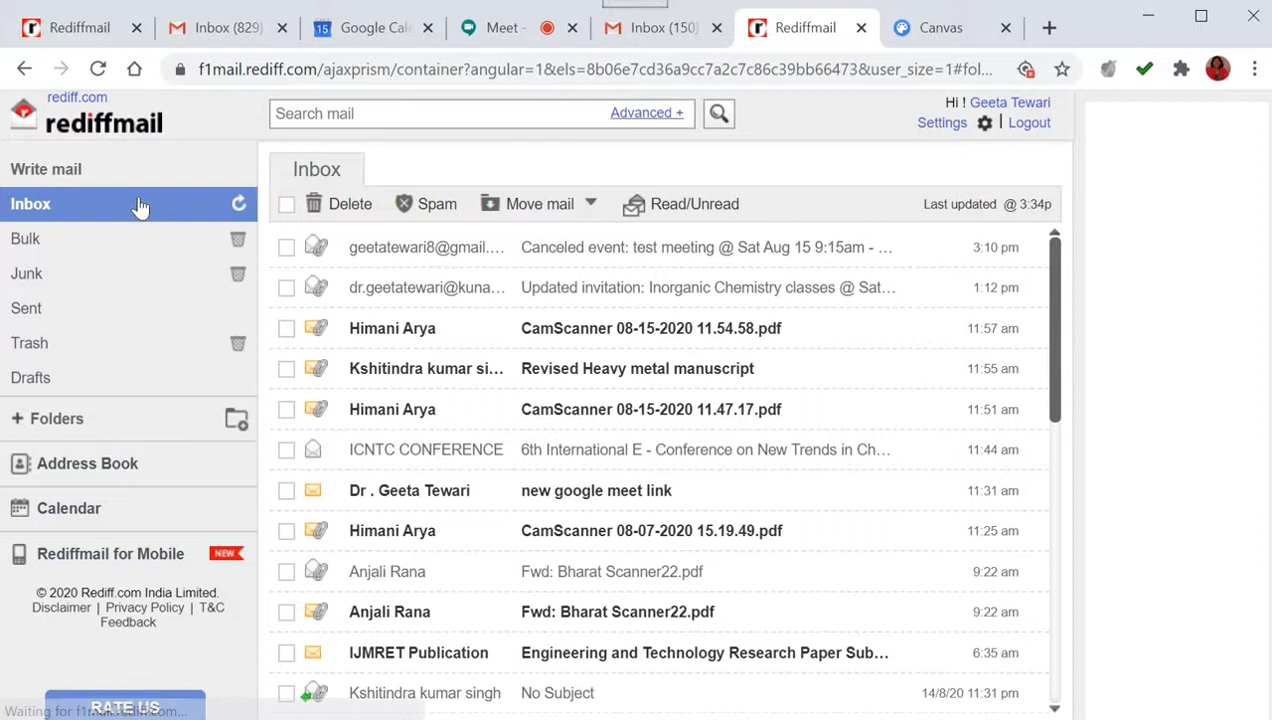 Rediffmail
Inbox (829)
15 Google Cale
Meet -
Inbox (150)
Rediffmail
Canvas
f1mail.rediff.com/ajaxprism/container?angular=1&els=8b06e7cd36a9cc7a2c7c86c39bb66473&user_size=1#fol...
rediff.com
rediffmail
Search mail Advanced +
Hi ! Geeta Tewari
Settings | Logout
Write mail
Inbox
Bulk
Junk
Sent
Trash
Drafts
+ Folders
Address Book
Calendar
Rediffmail for Mobile NEW
© 2020 Rediff.com India Limited.
Disclaimer | Privacy Policy | T&C
Feedback
RATE US
Waiting for f1mail.rediff.com...
Inbox
Delete Spam Move mail Read/Unread Last updated @ 3:34p
geetatewari8@gmail.... Canceled event: test meeting @ Sat Aug 15 9:15am - ... 3:10 pm
dr.geetatewari@kuna... Updated invitation: Inorganic Chemistry classes @ Sat... 1:12 pm
Himani Arya CamScanner 08-15-2020 11.54.58.pdf 11:57 am
Kshitindra kumar si... Revised Heavy metal manuscript 11:55 am
Himani Arya CamScanner 08-15-2020 11.47.17.pdf 11:51 am
ICNTC CONFERENCE 6th International E - Conference on New Trends in Ch... 11:44 am
Dr . Geeta Tewari new google meet link 11:31 am
Himani Arya CamScanner 08-07-2020 15.19.49.pdf 11:25 am
Anjali Rana Fwd: Bharat Scanner22.pdf 9:22 am
Anjali Rana Fwd: Bharat Scanner22.pdf 9:22 am
IJMRET Publication Engineering and Technology Research Paper Sub... 6:35 am
Kshitindra kumar singh No Subject 14/8/20 11:31 pm